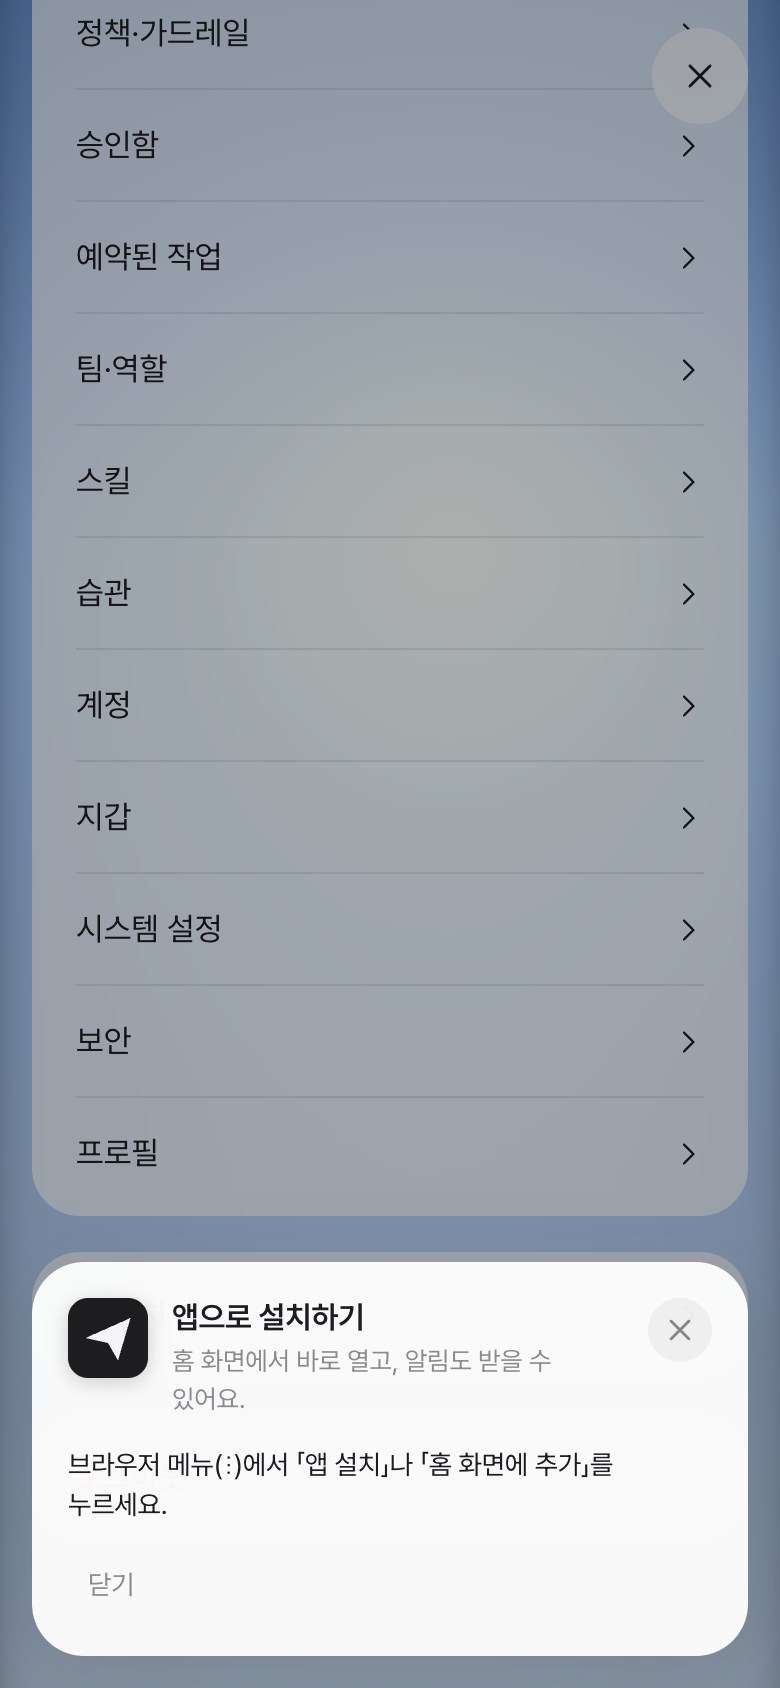 정책·가드레일
승인함
예약된 작업
팀·역할
스킬
습관
계정
지갑
시스템 설정
보안
프로필
앱으로 설치하기
홈 화면에서 바로 열고, 알림도 받을 수
있어요.
브라우저 메뉴(⋮)에서 「앱 설치」나 「홈 화면에 추가」를
누르세요.
닫기